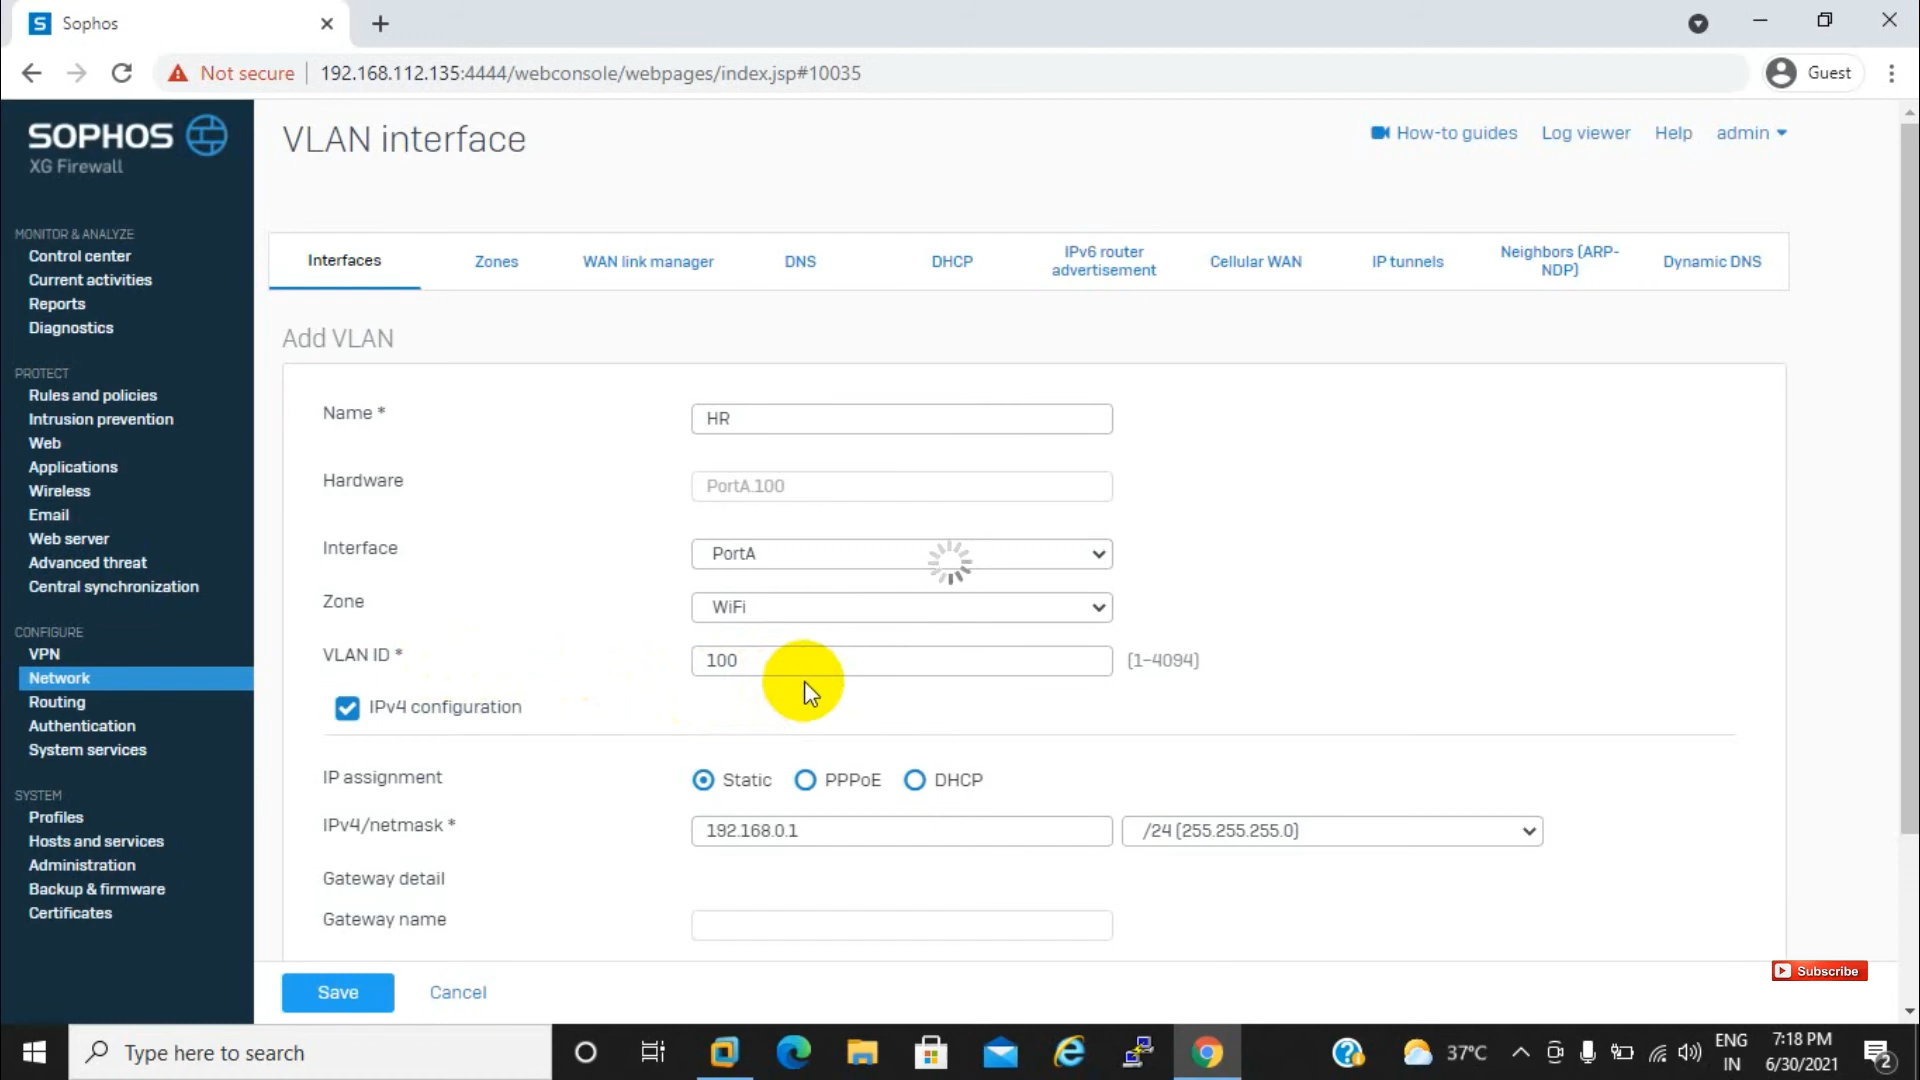 S Sophos
Not secure 192.168.112.135:4444/webconsole/webpages/index.jsp#10035 Guest
SOPHOS
XG Firewall
VLAN interface
How-to guides Log viewer Help admin
MONITOR & ANALYZE
Control center
Current activities
Reports
Diagnostics
PROTECT
Rules and policies
Intrusion prevention
Web
Applications
Wireless
Email
Web server
Advanced threat
Central synchronization
CONFIGURE
VPN
Network
Routing
Authentication
System services
SYSTEM
Profiles
Hosts and services
Administration
Backup & firmware
Certificates
Interfaces Zones WAN link manager DNS DHCP IPv6 router advertisement Cellular WAN IP tunnels Neighbors (ARP-NDP) Dynamic DNS
Add VLAN
Name * HR
Hardware PortA.100
Interface PortA
Zone WiFi
VLAN ID * 100 (1-4094)
IPv4 configuration
IP assignment Static PPPoE DHCP
IPv4/netmask * 192.168.0.1 /24 (255.255.255.0)
Gateway detail
Gateway name
Subscribe
Save Cancel
Type here to search
37°C
ENG
IN
7:18 PM
6/30/2021
2